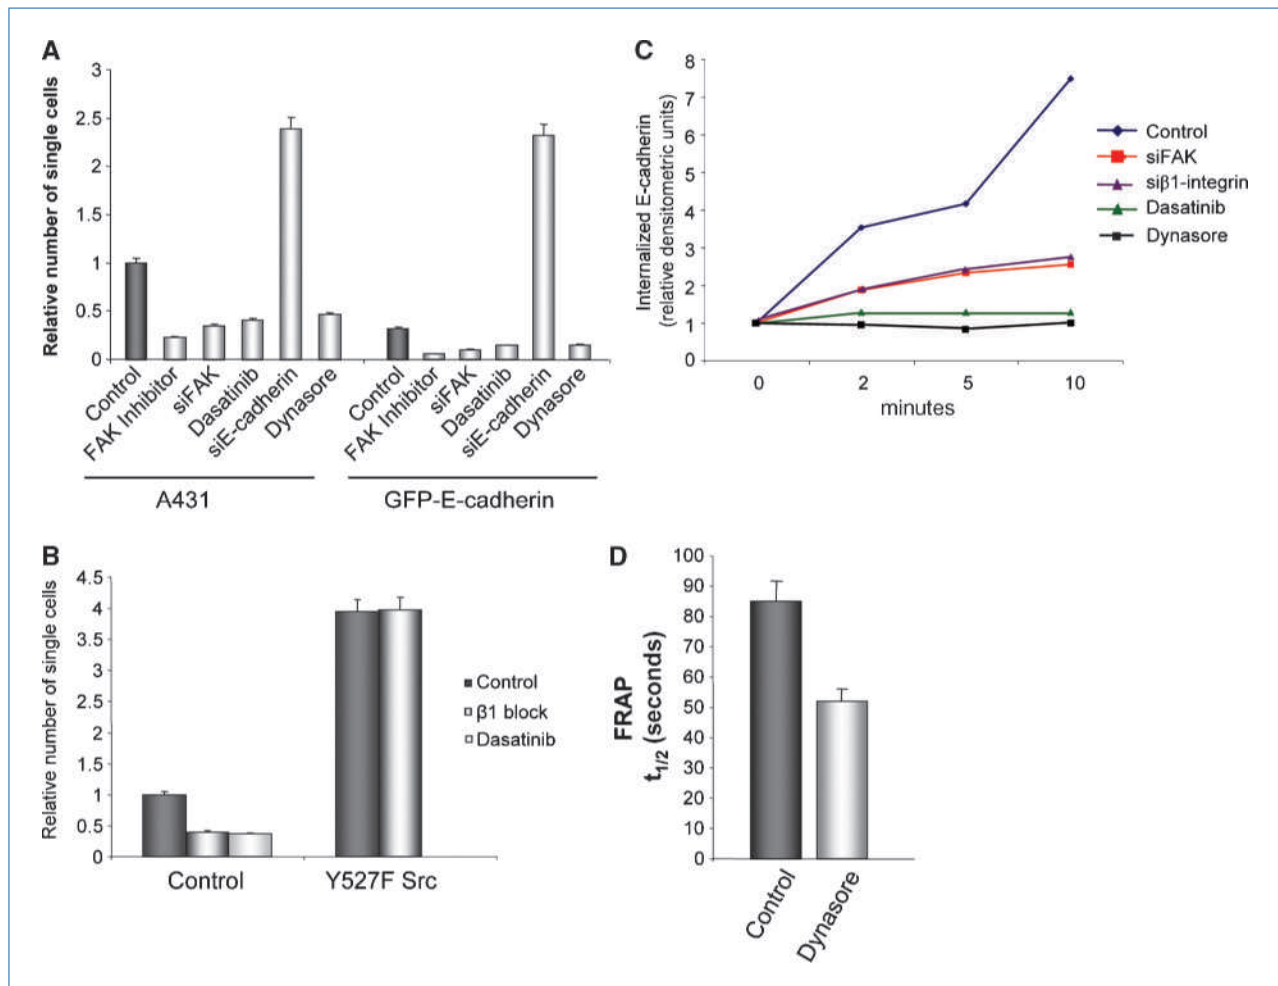 A
Relative number of single cells
3
2.5
2
1.5
1
0.5
0
Control
FAK Inhibitor
siFAK
Dasatinib
siE-cadherin
Dynasore
Control
FAK Inhibitor
siFAK
Dasatinib
siE-cadherin
Dynasore
A431
GFP-E-cadherin
C
Internalized E-cadherin
(relative densitometric units)
8
7
6
5
4
3
2
1
0
0 2 5 10
minutes
Control
siFAK
siβ1-integrin
Dasatinib
Dynasore
B
Relative number of single cells
4.5
4
3.5
3
2.5
2
1.5
1
0.5
0
Control
Y527F Src
Control
β1 block
Dasatinib
D
FRAP
t1/2 (seconds)
100
90
80
70
60
50
40
30
20
10
0
Control
Dynasore